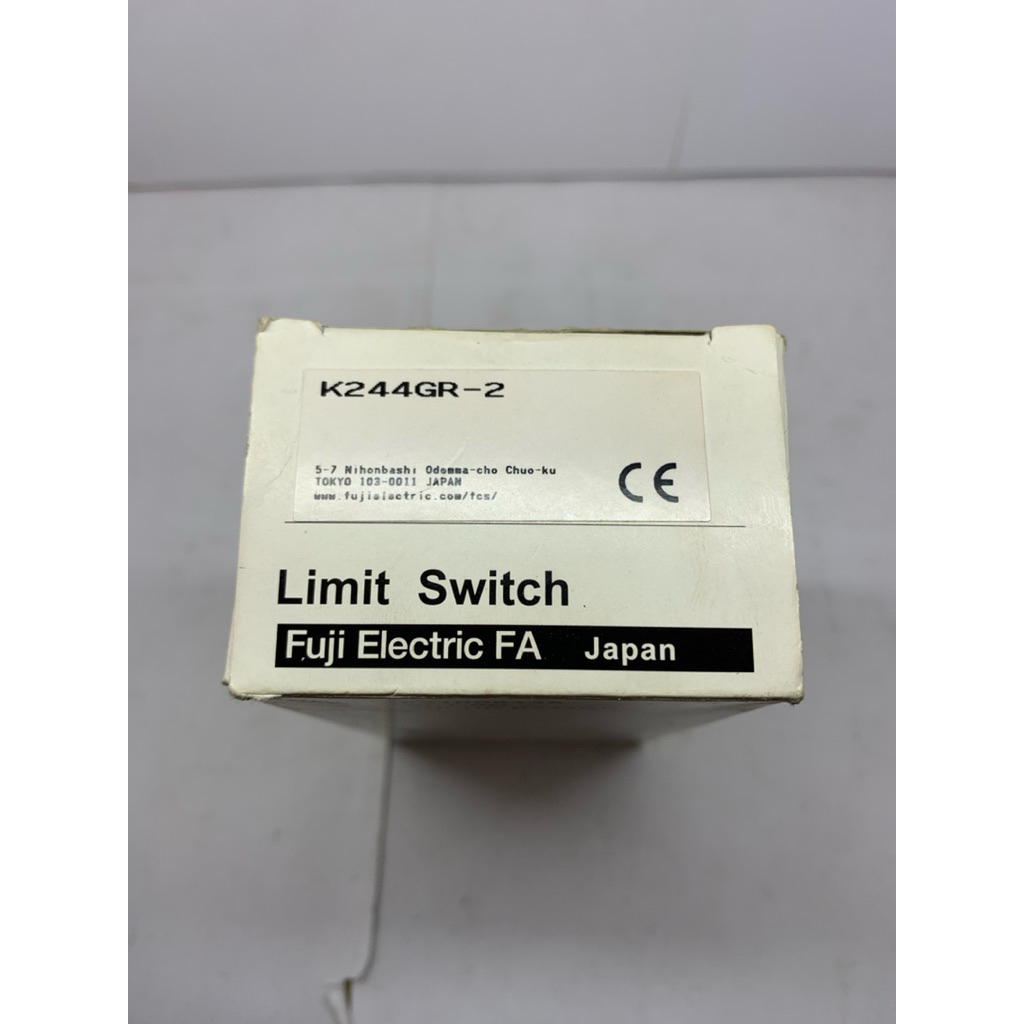 K244GR-2
5-7 Nihonbashi Odemma-cho Chuo-ku
TOKYO 103-0011 JAPAN
www.fujielectric.com/fcs/
CE
Limit Switch
Fuji Electric FA Japan